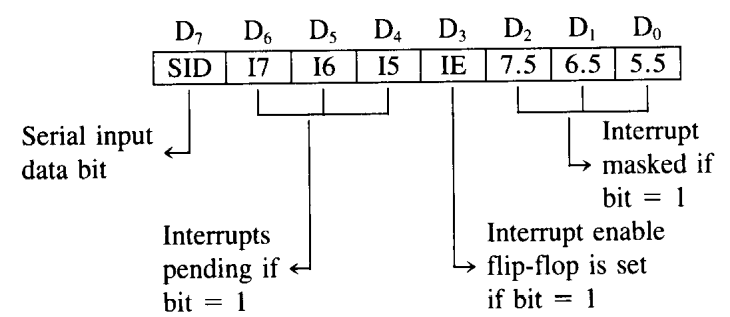 D₇ D₆ D₅ D₄ D₃ D₂ D₁ D₀
SID I7 I6 I5 IE 7.5 6.5 5.5
Serial input
data bit
Interrupts
pending if
bit = 1
Interrupt enable
flip-flop is set
if bit = 1
Interrupt
masked if
bit = 1